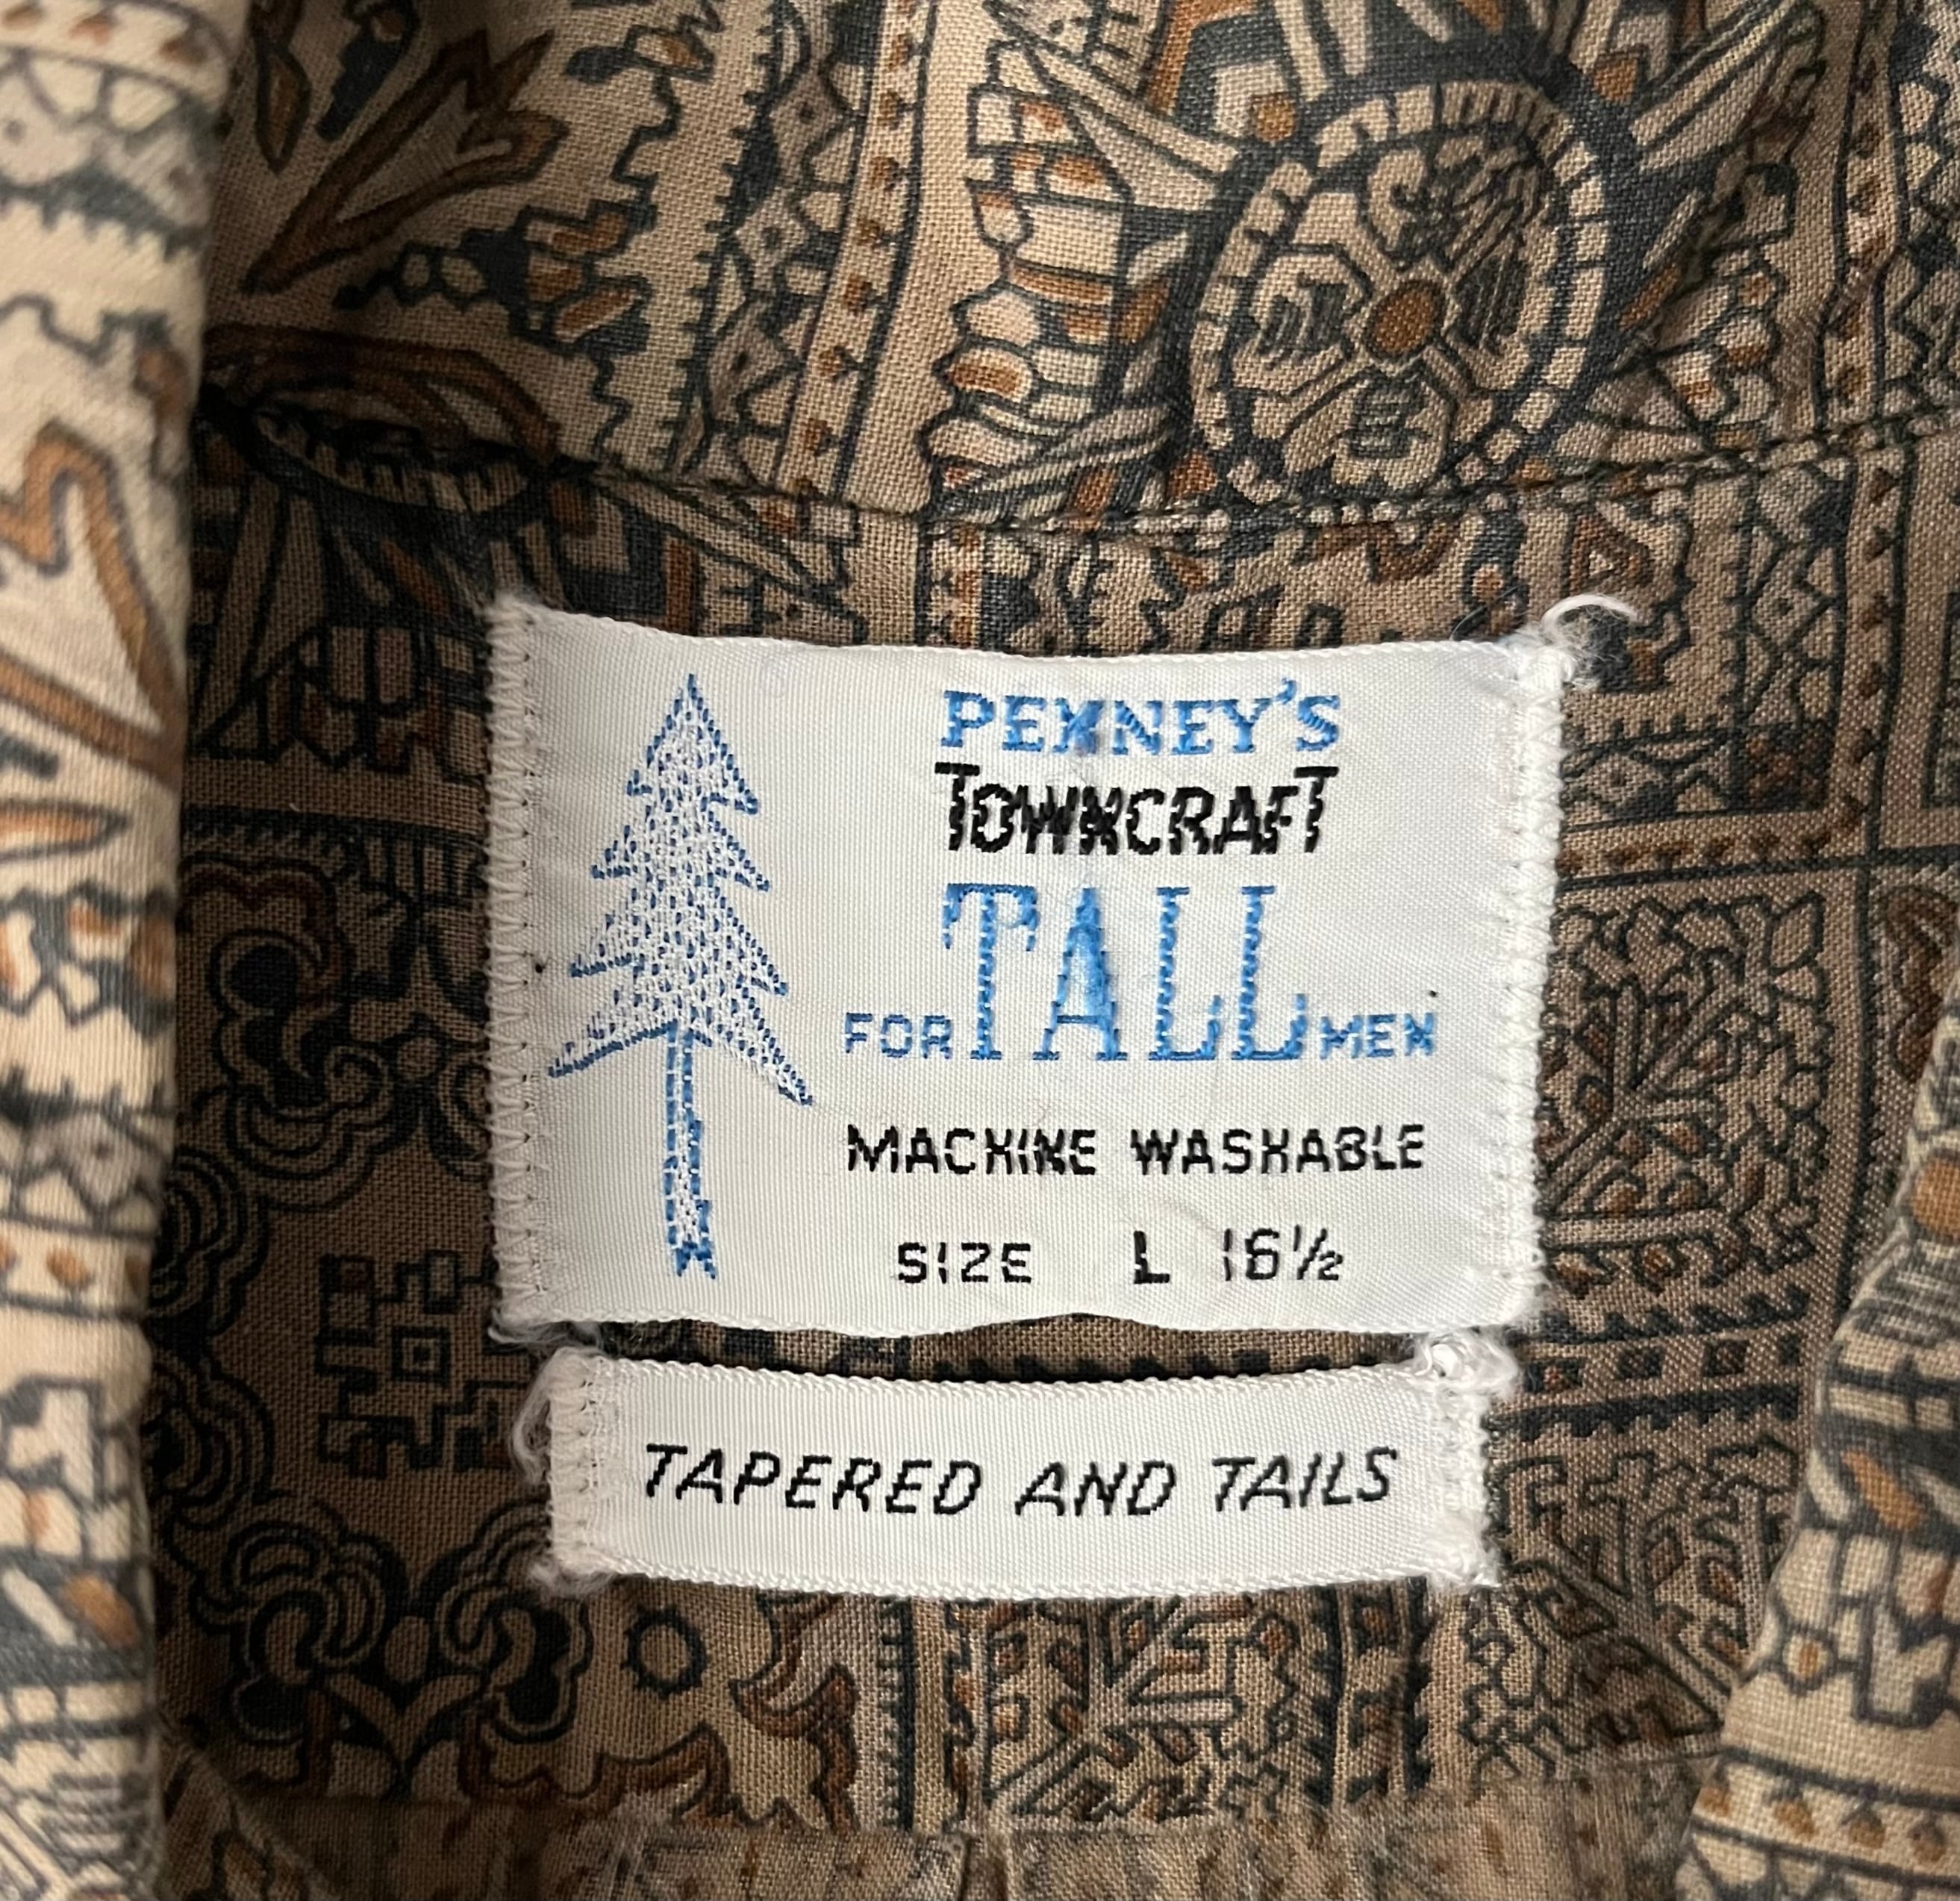 PENNEY'S
TOWNCRAFT
FOR TALL MEN
MACHINE WASHABLE
SIZE L 16½
TAPERED AND TAILS